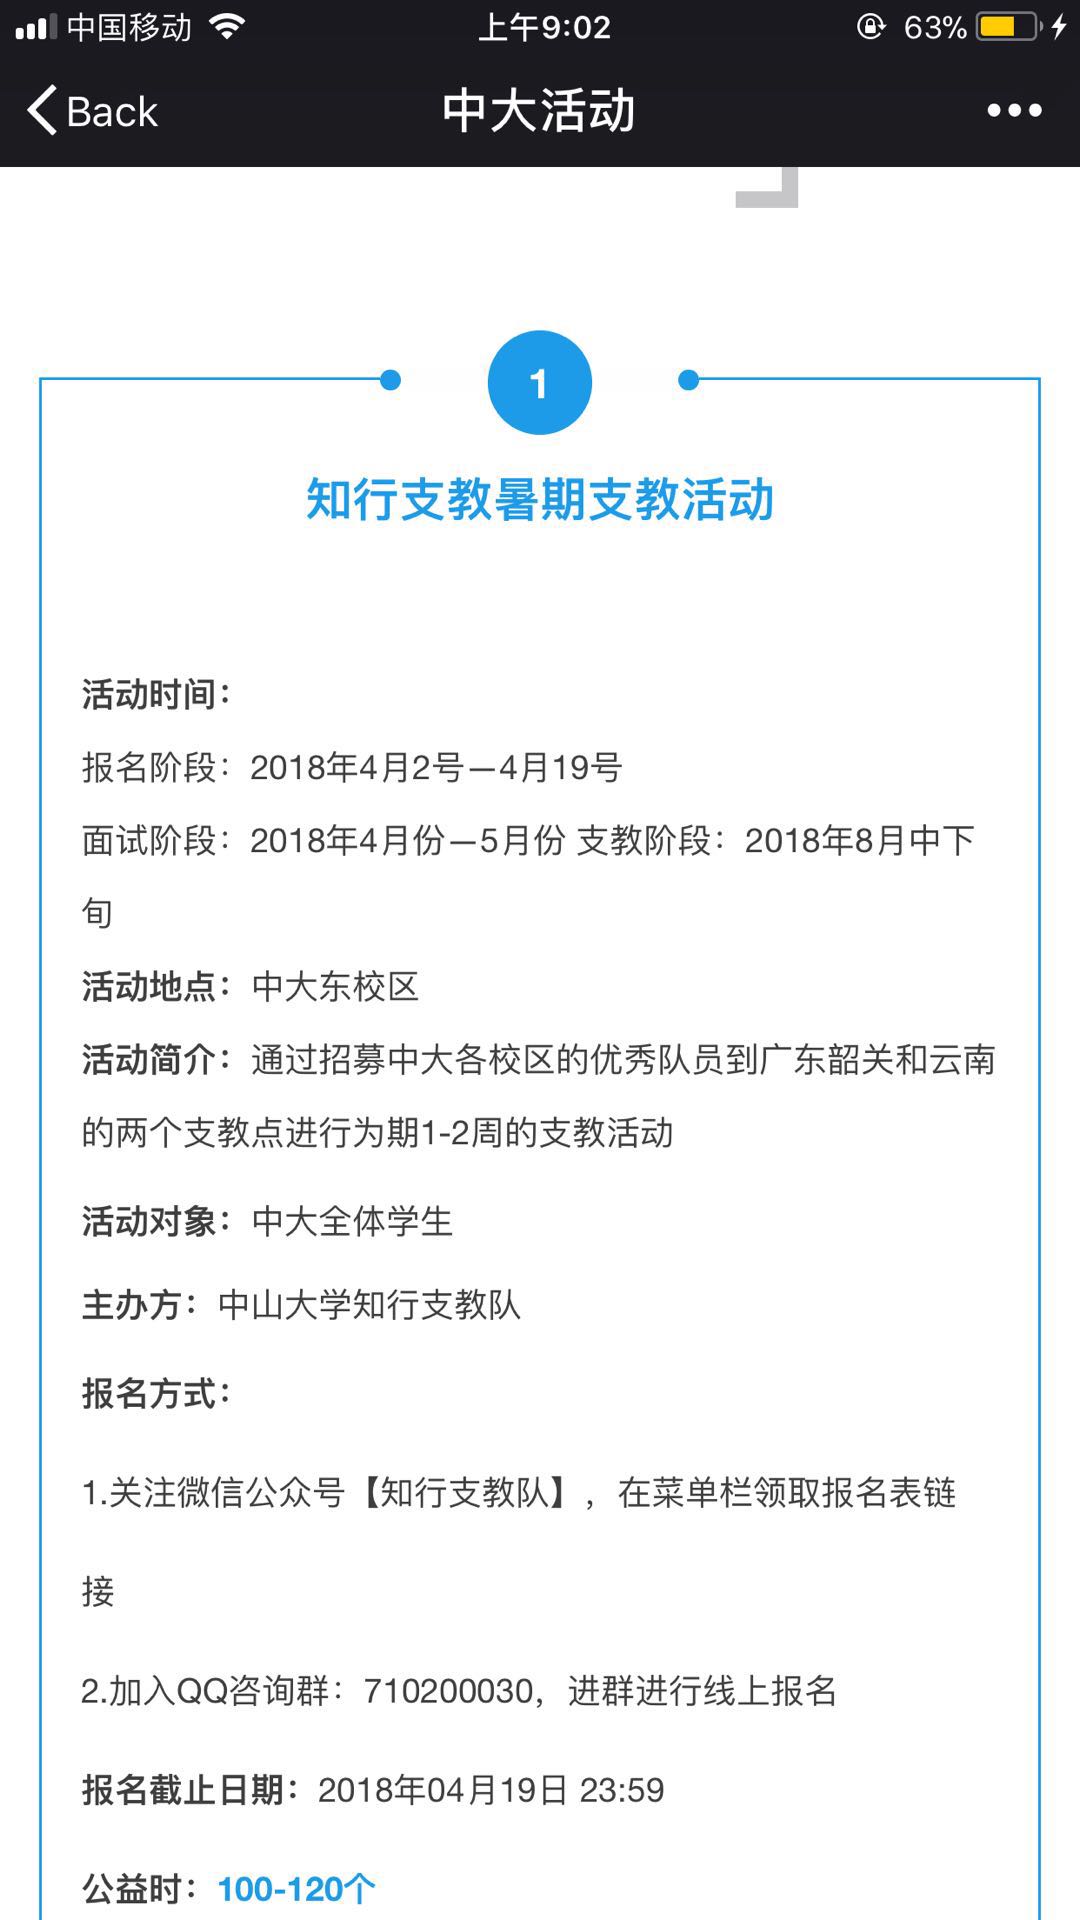 中国移动 上午9:02 63%
Back 中大活动
1
知行支教暑期支教活动
活动时间：
报名阶段：2018年4月2号—4月19号
面试阶段：2018年4月份—5月份 支教阶段：2018年8月中下
旬
活动地点：中大东校区
活动简介：通过招募中大各校区的优秀队员到广东韶关和云南
的两个支教点进行为期1-2周的支教活动
活动对象：中大全体学生
主办方：中山大学知行支教队
报名方式：
1.关注微信公众号【知行支教队】，在菜单栏领取报名表链
接
2.加入QQ咨询群：710200030，进群进行线上报名
报名截止日期：2018年04月19日 23:59
公益时：100-120个